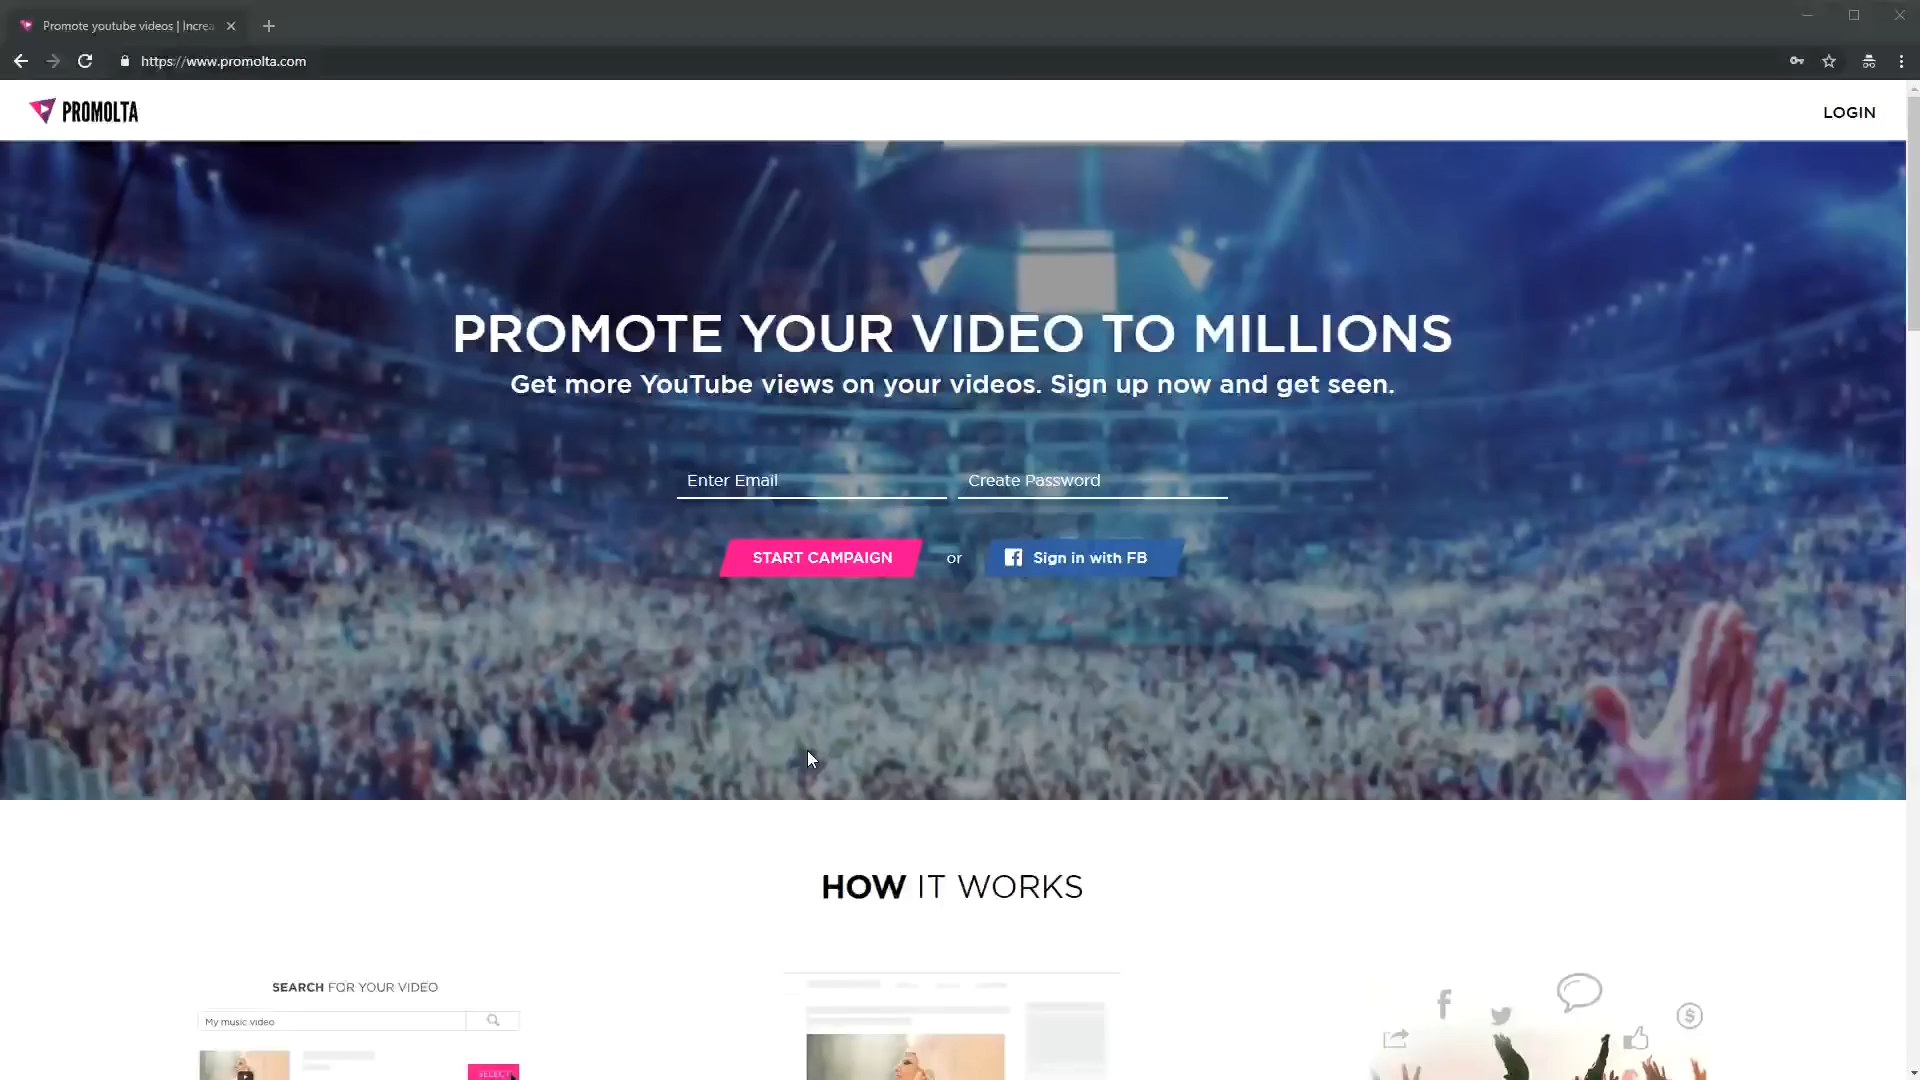 Promote youtube videos | Increa
https://www.promolta.com
PROMOLTA
LOGIN
PROMOTE YOUR VIDEO TO MILLIONS
Get more YouTube views on your videos. Sign up now and get seen.
Enter Email
Create Password
START CAMPAIGN
or
Sign in with FB
HOW IT WORKS
SEARCH FOR YOUR VIDEO
My music video
SELECT